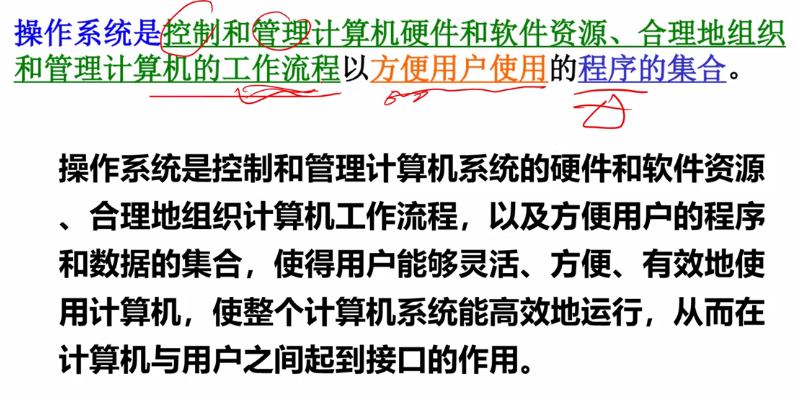 操作系统是控制和管理计算机硬件和软件资源、合理地组织
和管理计算机的工作流程以方便用户使用的程序的集合。
操作系统是控制和管理计算机系统的硬件和软件资源
、合理地组织计算机工作流程，以及方便用户的程序
和数据的集合，使得用户能够灵活、方便、有效地使
用计算机，使整个计算机系统能高效地运行，从而在
计算机与用户之间起到接口的作用。